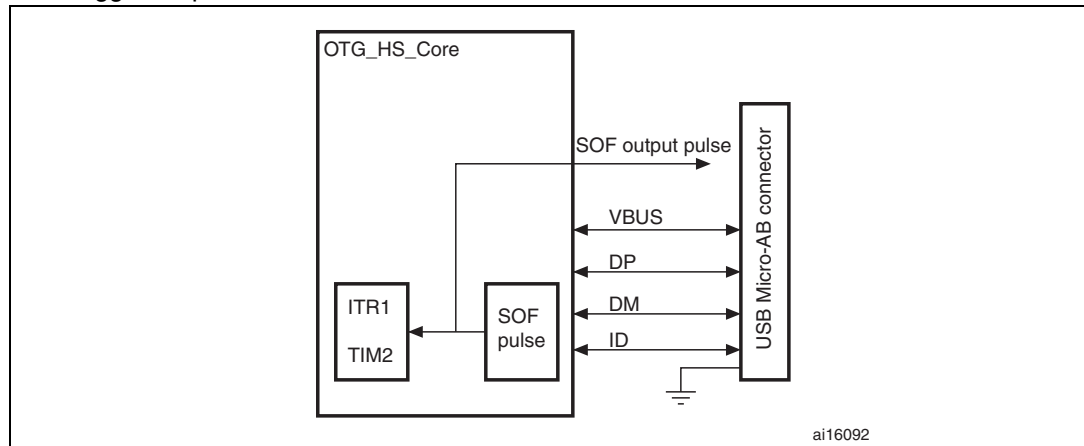 OTG_HS_Core
SOF output pulse
VBUS
DP
DM
ID
ITR1
TIM2
SOF
pulse
USB Micro-AB connector
ai16092